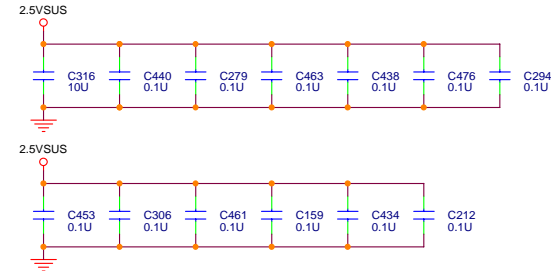 2.5VSUS
C316 C440 C279 C463 C438 C476 C294
10U 0.1U 0.1U 0.1U 0.1U 0.1U 0.1U
2.5VSUS
C453 C306 C461 C159 C434 C212
0.1U 0.1U 0.1U 0.1U 0.1U 0.1U